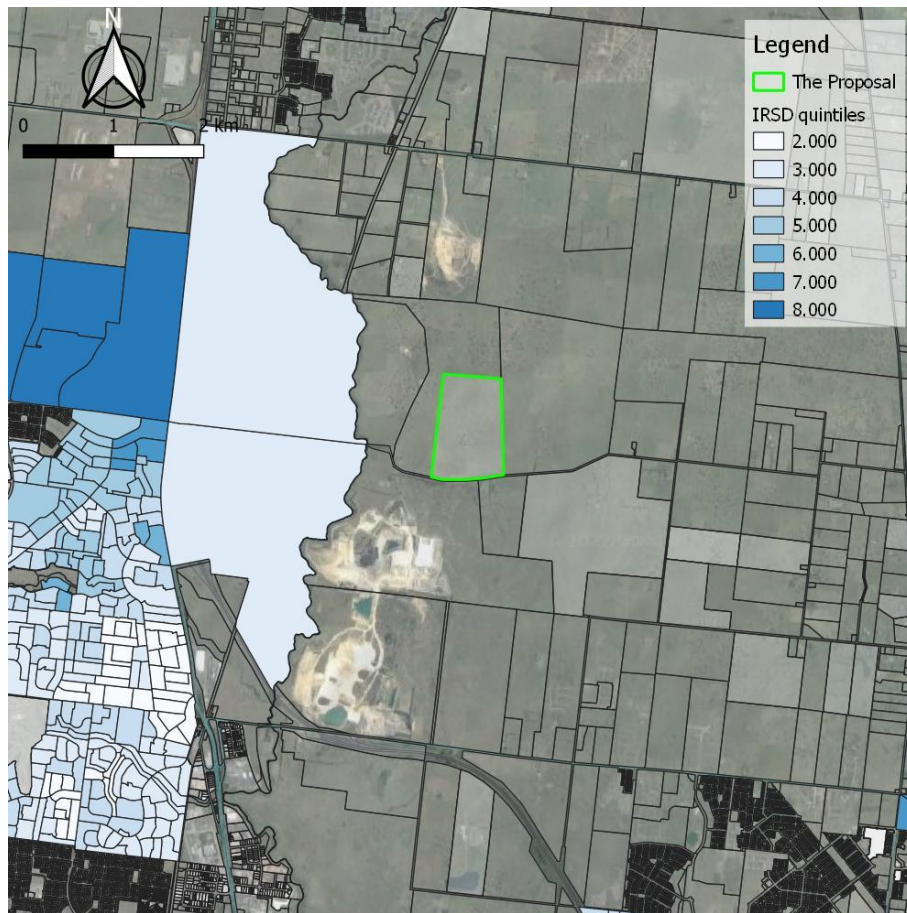 N
0 1 2 km
Legend
The Proposal
IRSD quintiles
2.000
3.000
4.000
5.000
6.000
7.000
8.000